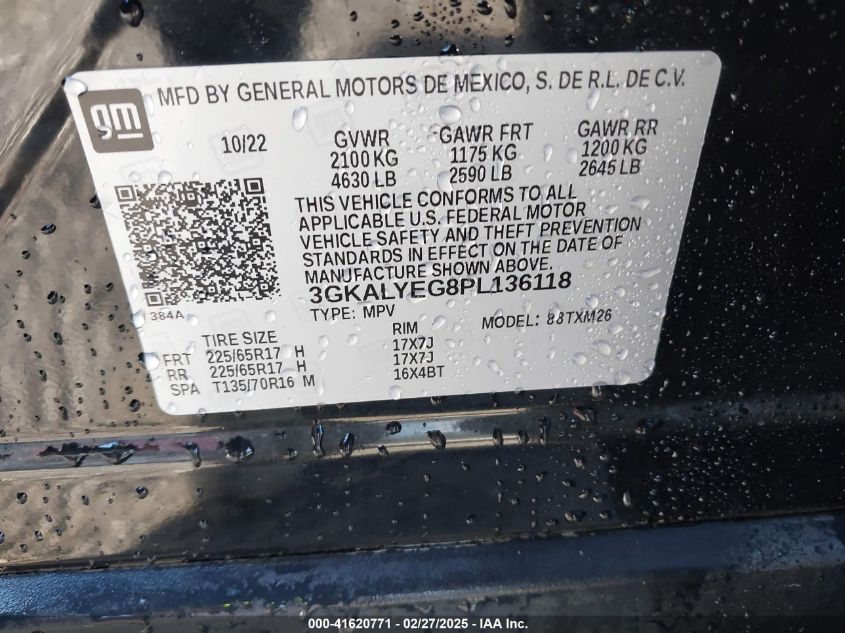 gm
MFD BY GENERAL MOTORS DE MEXICO, S. DE R.L. DE C.V.
10/22 GVWR GAWR FRT GAWR RR
2100 KG 1175 KG 1200 KG
4630 LB 2590 LB 2645 LB
THIS VEHICLE CONFORMS TO ALL
APPLICABLE U.S. FEDERAL MOTOR
VEHICLE SAFETY AND THEFT PREVENTION
STANDARDS IN EFFECT ON THE DATE OF
MANUFACTURE SHOWN ABOVE.
3GKALYEG8PL136118
384A TYPE: MPV MODEL: 88TXM26
TIRE SIZE RIM
FRT 225/65R17 H 17X7J
RR 225/65R17 H 17X7J
SPA T135/70R16 M 16X4BT
000-41620771 - 02/27/2025 - IAA Inc.